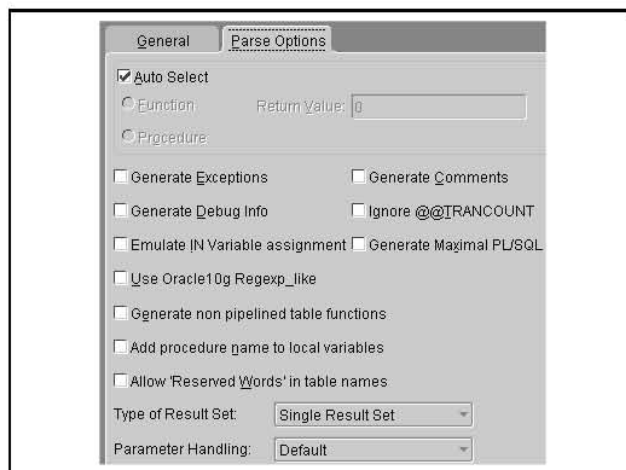 General Parse Options
Auto Select
Function Return Value: 0
Procedure
Generate Exceptions Generate Comments
Generate Debug Info Ignore @@TRANCOUNT
Emulate IN Variable assignment Generate Maximal PL/SQL
Use Oracle10g Regexp_like
Generate non pipelined table functions
Add procedure name to local variables
Allow 'Reserved Words' in table names
Type of Result Set: Single Result Set
Parameter Handling: Default